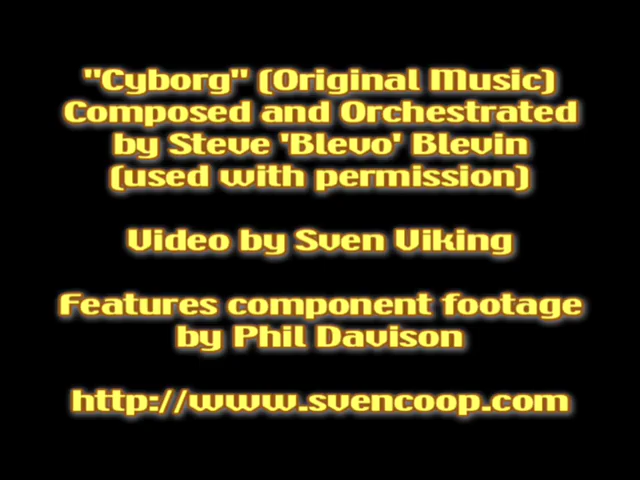 "Cyborg" (Original Music)
Composed and Orchestrated
by Steve 'Blevo' Blevin
(used with permission)
Video by Sven Viking
Features component footage
by Phil Davison
http://www.svencoop.com